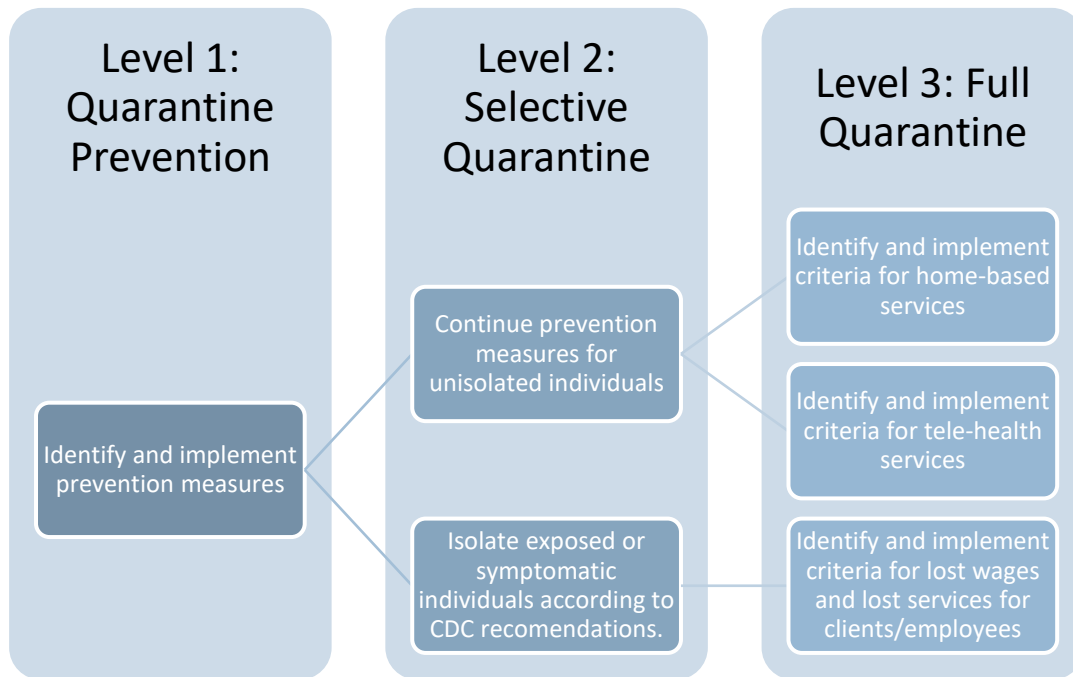 Level 1:
Quarantine
Prevention
Identify and implement
prevention measures
Level 2:
Selective
Quarantine
Continue prevention
measures for
unisolated individuals
Isolate exposed or
symptomatic
individuals according to
CDC recomendations.
Level 3: Full
Quarantine
Identify and implement
criteria for home-based
services
Identify and implement
criteria for tele-health
services
Identify and implement
criteria for lost wages
and lost services for
clients/employees